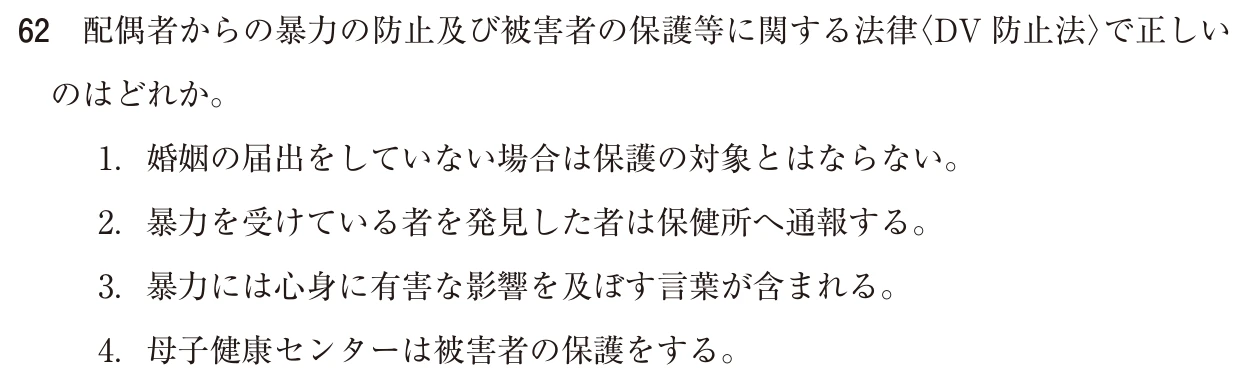 62 配偶者からの暴力の防止及び被害者の保護等に関する法律〈DV 防止法〉で正しい
のはどれか。
1. 婚姻の届出をしていない場合は保護の対象とはならない。
2. 暴力を受けている者を発見した者は保健所へ通報する。
3. 暴力には心身に有害な影響を及ぼす言葉が含まれる。
4. 母子健康センターは被害者の保護をする。